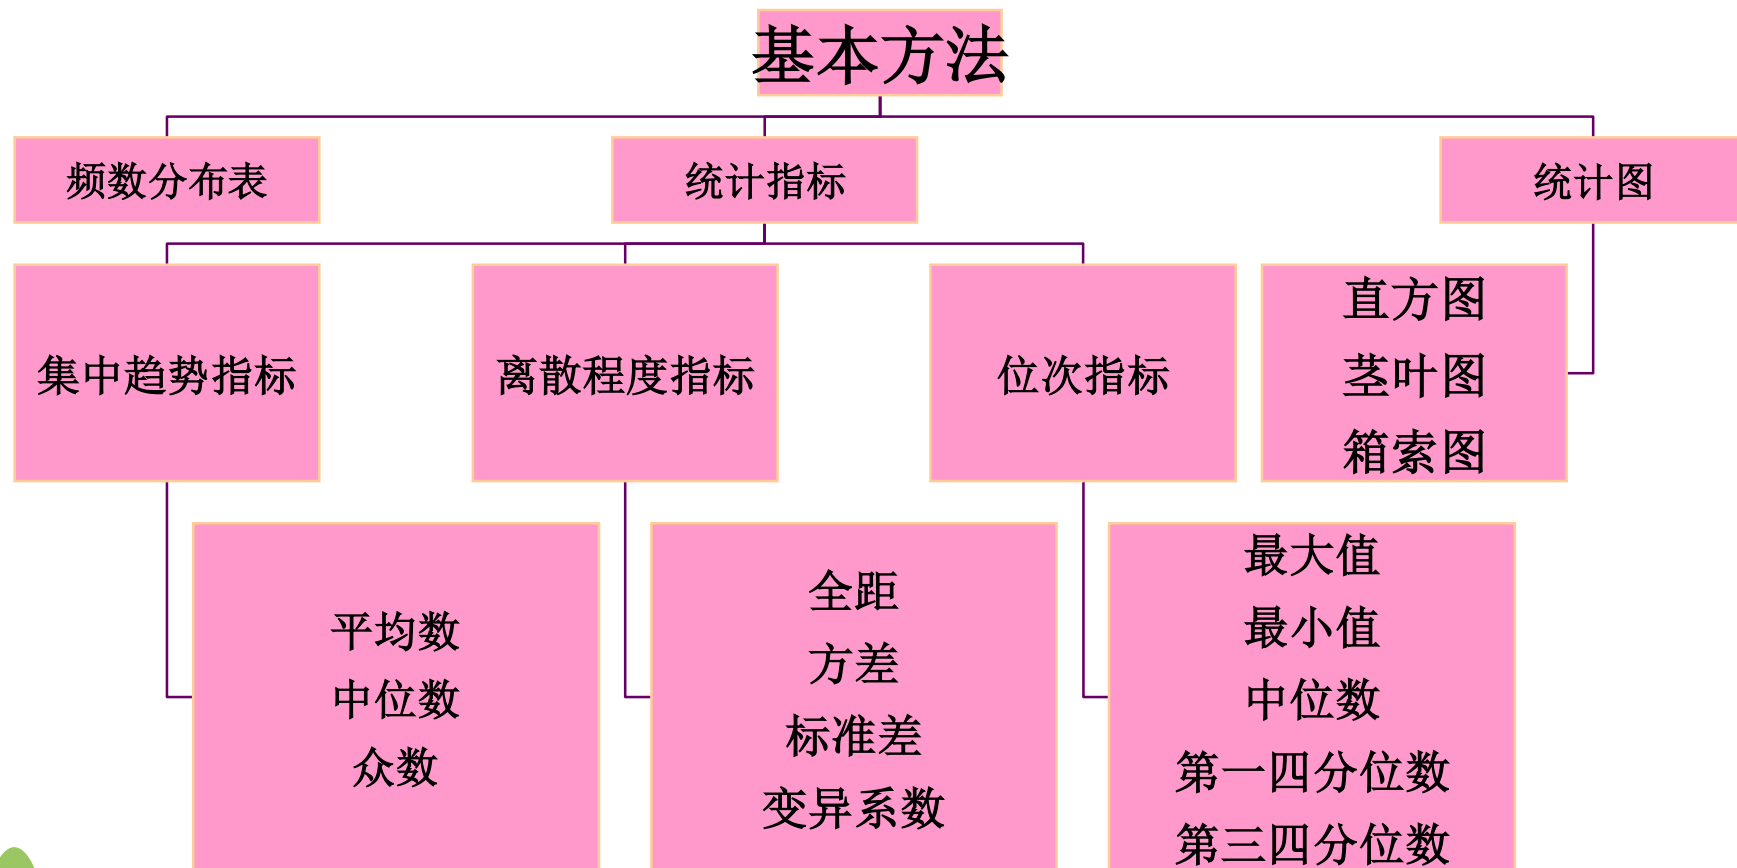 基本方法
频数分布表
统计指标
统计图
集中趋势指标
离散程度指标
位次指标
直方图
茎叶图
箱索图
平均数
中位数
众数
全距
方差
标准差
变异系数
最大值
最小值
中位数
第一四分位数
第三四分位数